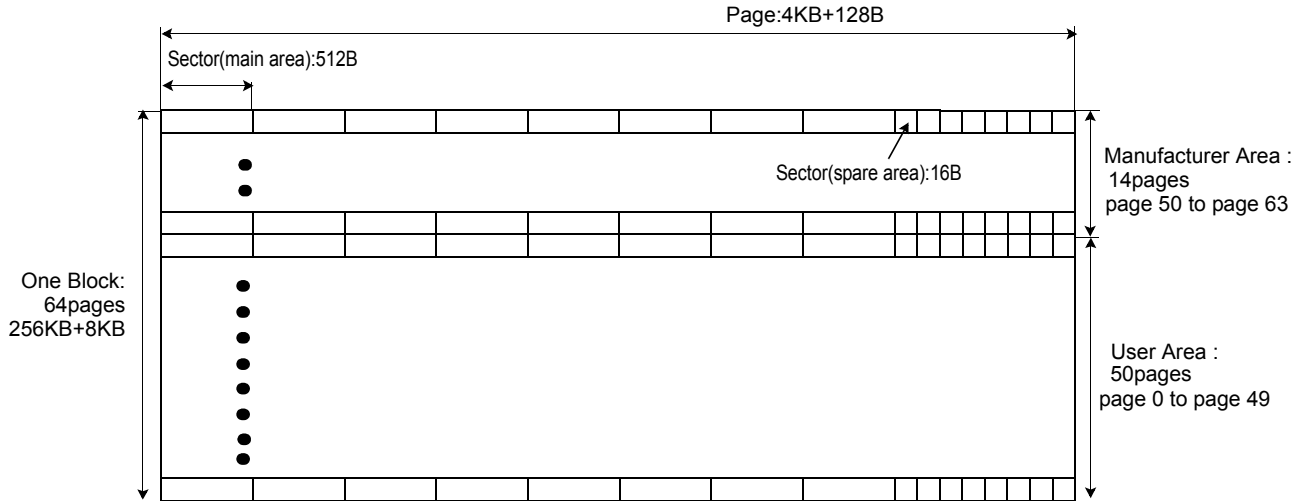 Page:4KB+128B
Sector(main area):512B
Sector(spare area):16B
Manufacturer Area :
14pages
page 50 to page 63
One Block:
64pages
256KB+8KB
User Area :
50pages
page 0 to page 49